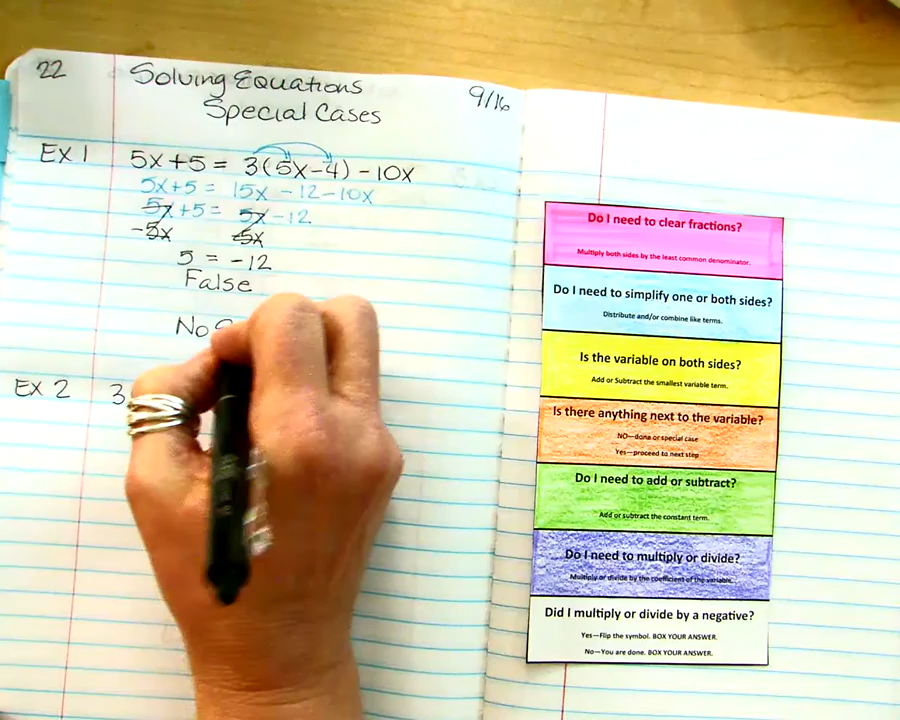 22
Solving Equations
Special Cases
9/16
Ex 1
5x+5 = 3(5x-4) - 10x
5x+5 = 15x - 12 - 10x
5x+5 = 5x - 12
-5x -5x
5 = -12
False
No
Ex 2
3
Do I need to clear fractions?
Multiply both sides by the least common denominator.
Do I need to simplify one or both sides?
Distribute and/or combine like terms.
Is the variable on both sides?
Add or Subtract the smallest variable term.
Is there anything next to the variable?
NO—done or special case
Yes—proceed to next step
Do I need to add or subtract?
Add or subtract the constant term.
Do I need to multiply or divide?
Multiply or divide by the coefficient of the variable.
Did I multiply or divide by a negative?
Yes—Flip the symbol. BOX YOUR ANSWER.
No—You are done. BOX YOUR ANSWER.